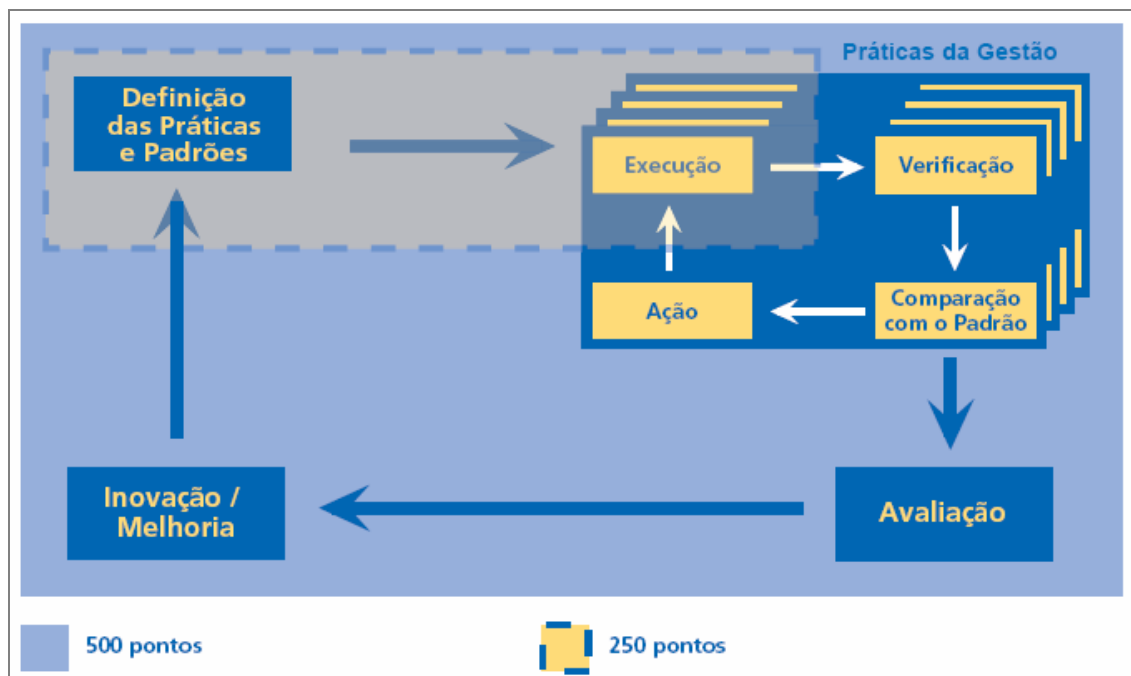 Práticas da Gestão
Definição
das Práticas
e Padrões
Execução
Verificação
Ação
Comparação
com o Padrão
Inovação /
Melhoria
Avaliação
500 pontos
250 pontos